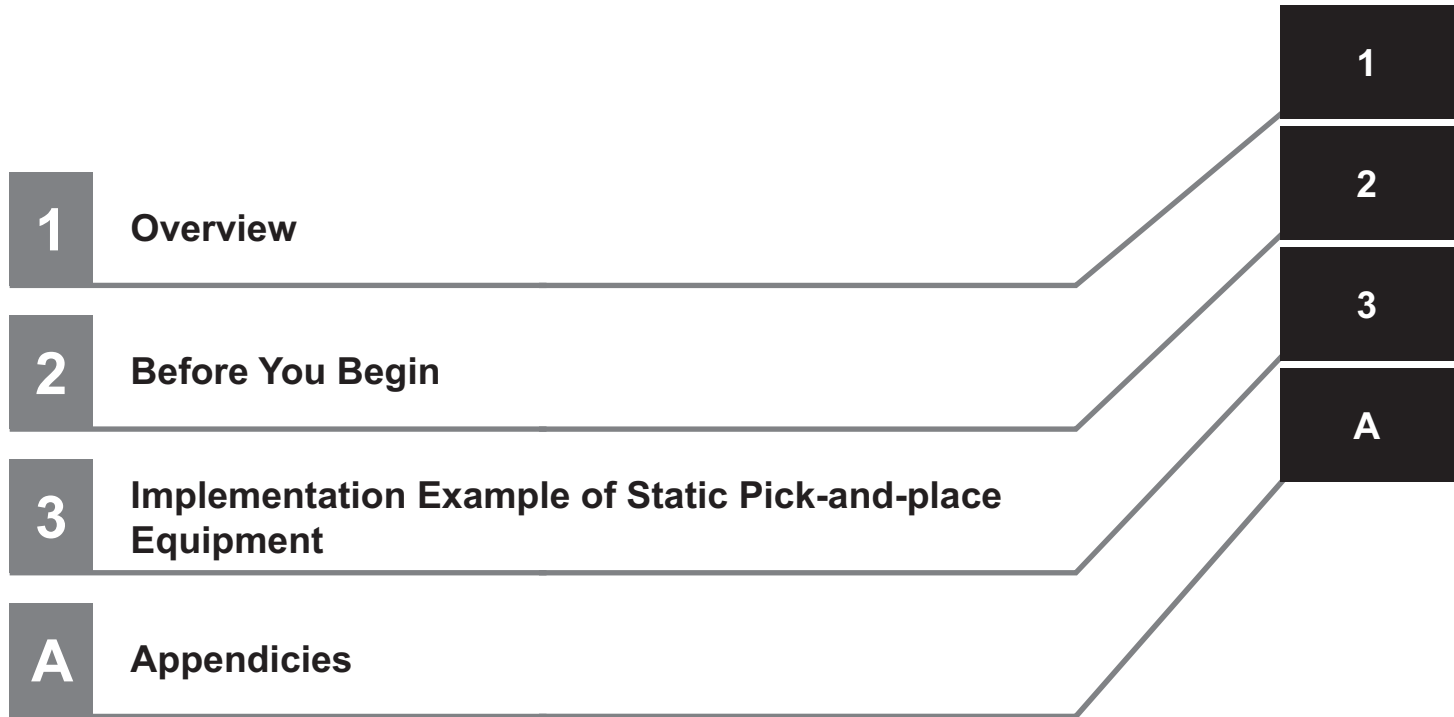 1
2
3
A
1 Overview
2 Before You Begin
3 Implementation Example of Static Pick-and-place
Equipment
A Appendicies